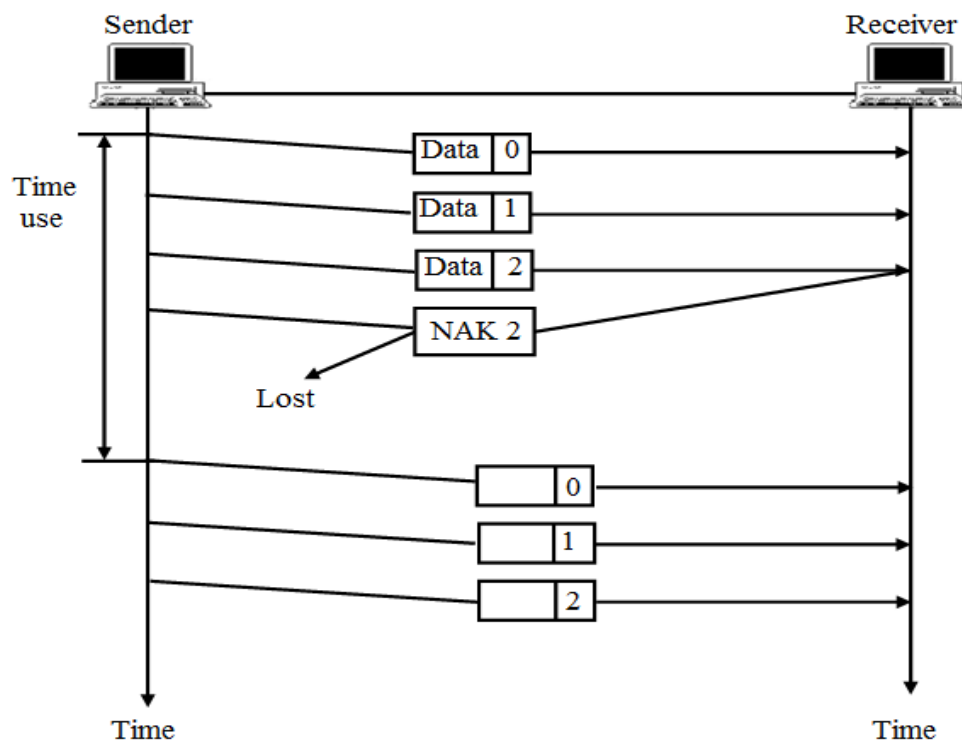 Sender Receiver
Data 0
Time
use
Data 1
Data 2
NAK 2
Lost
0
1
2
Time Time